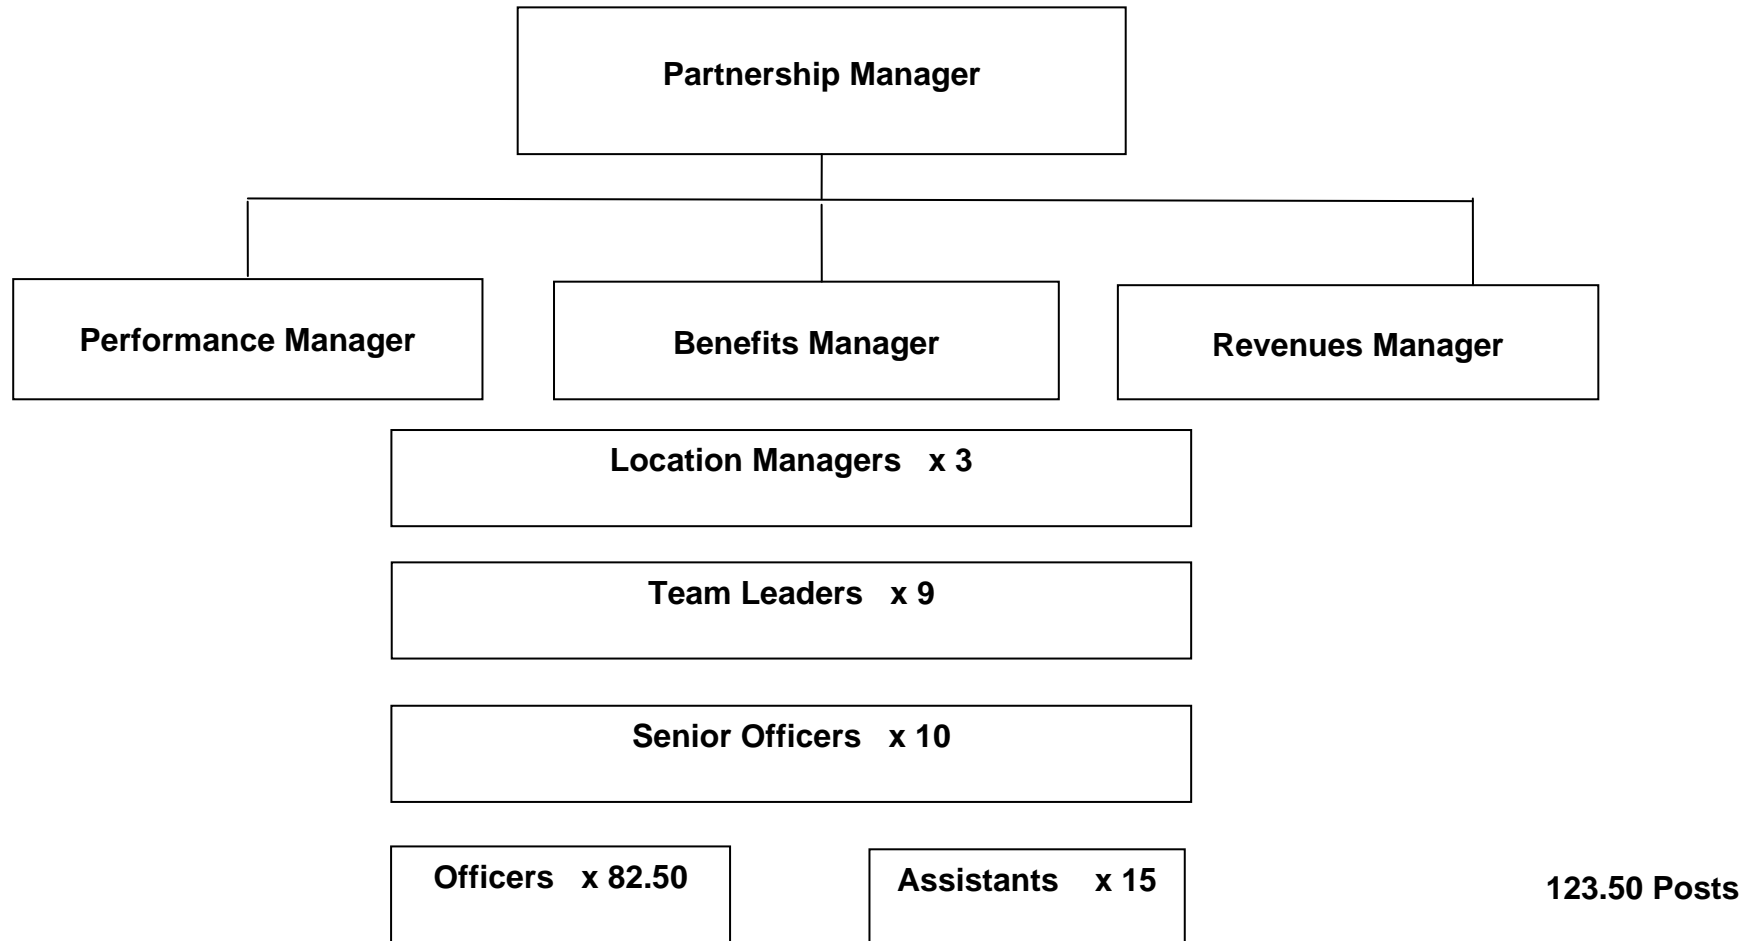 Partnership Manager
Performance Manager
Benefits Manager
Revenues Manager
Location Managers x 3
Team Leaders x 9
Senior Officers x 10
Officers x 82.50
Assistants x 15
123.50 Posts